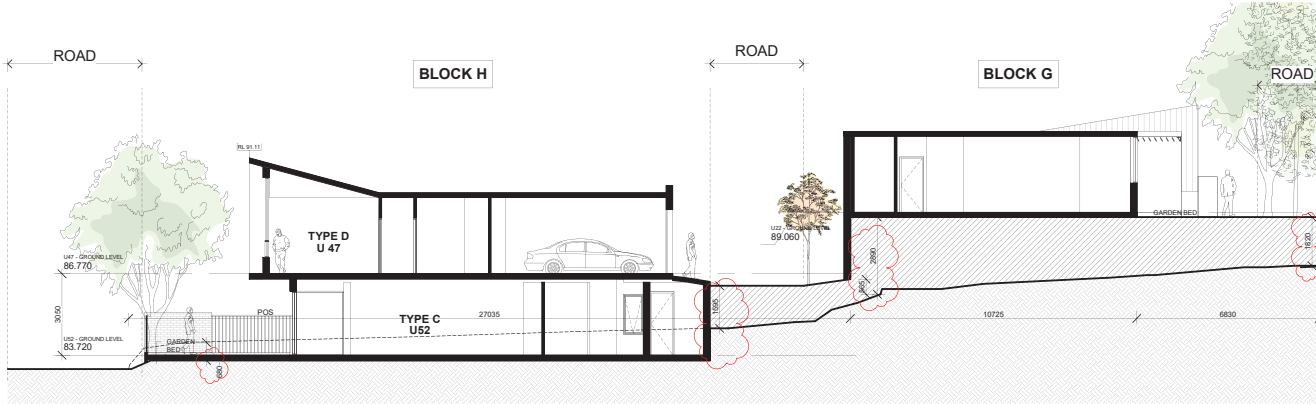 ROAD
BLOCK H
ROAD
BLOCK G
ROAD
RL 91.11
TYPE D
U 47
U22 - GROUND LEVEL
89.060
GARDEN BED
1820
2890
565
U47 - GROUND LEVEL
86.770
3050
POS
TYPE C
U52
27035
1595
10725
6830
U52 - GROUND LEVEL
83.720
GARDEN
BED
680